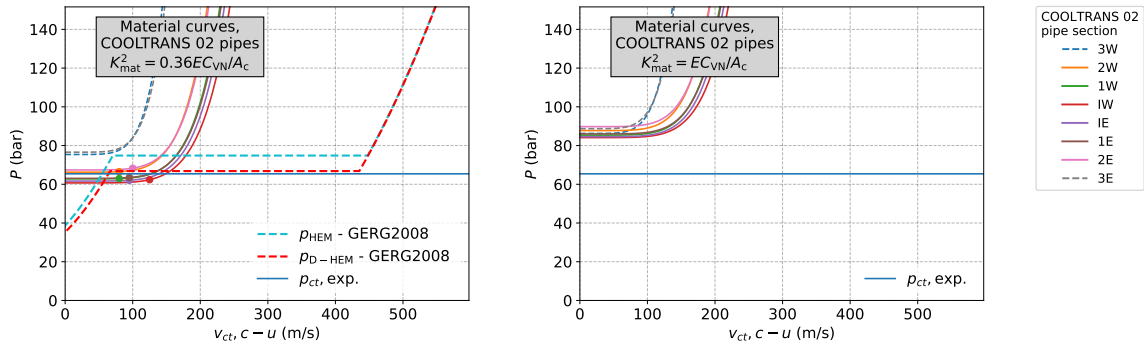 Material curves,
COOLTRANS 02 pipes
K²mat = 0.36ECVN/Ac
P (bar)
140
120
100
80
60
40
20
0
0 100 200 300 400 500
vct, c − u (m/s)
pHEM - GERG2008
pD−HEM - GERG2008
pct, exp.
Material curves,
COOLTRANS 02 pipes
K²mat = ECVN/Ac
P (bar)
140
120
100
80
60
40
20
0
0 100 200 300 400 500
vct, c − u (m/s)
pct, exp.
COOLTRANS 02
pipe section
3W
2W
1W
IW
IE
1E
2E
3E